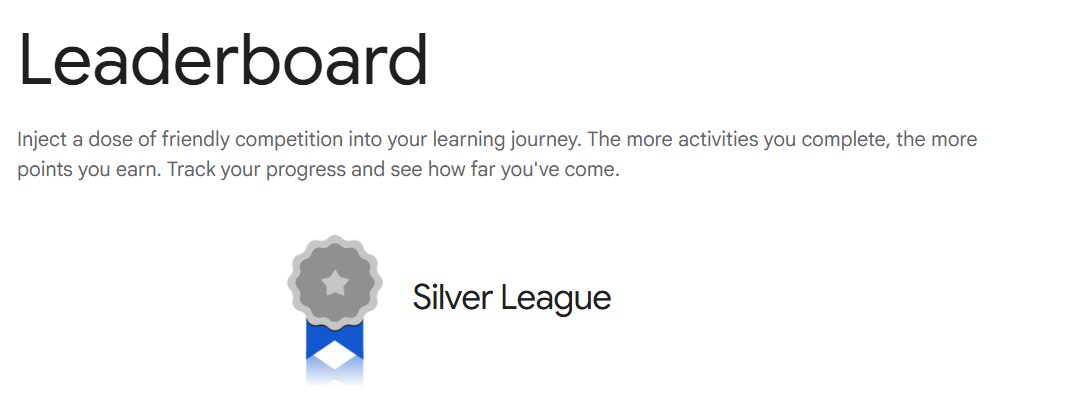 Leaderboard
Inject a dose of friendly competition into your learning journey. The more activities you complete, the more
points you earn. Track your progress and see how far you've come.
Silver League